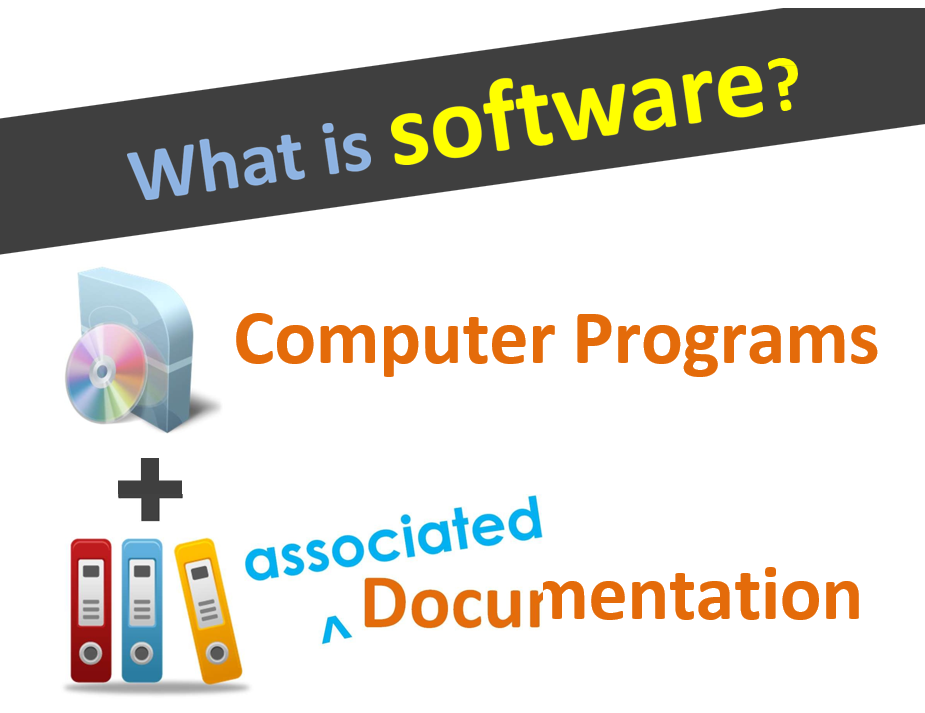 What is software?
Computer Programs
+
associated
^ Documentation